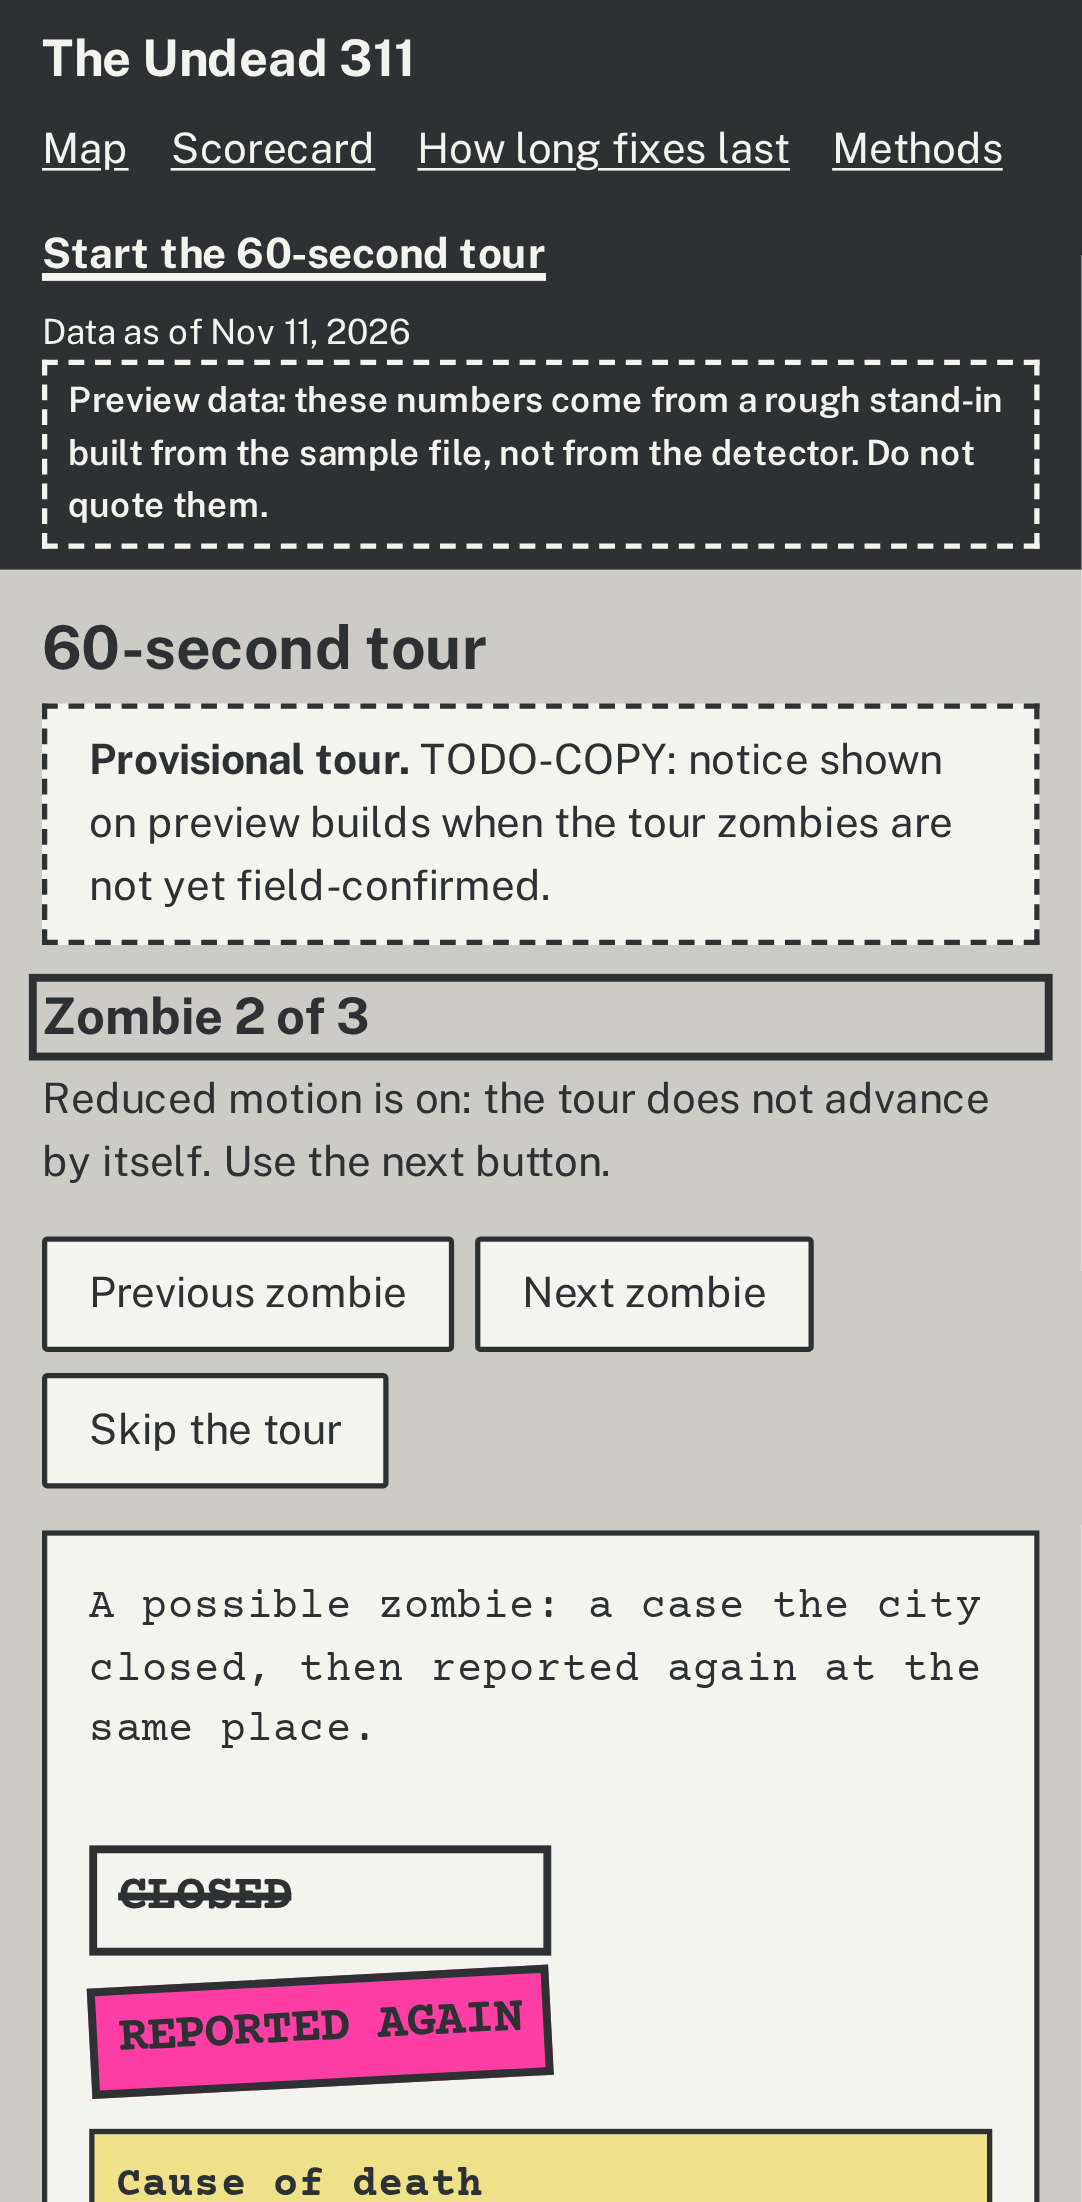 The Undead 311
Map Scorecard How long fixes last Methods
Start the 60-second tour
Data as of Nov 11, 2026
Preview data: these numbers come from a rough stand-in
built from the sample file, not from the detector. Do not
quote them.
60-second tour
Provisional tour. TODO-COPY: notice shown
on preview builds when the tour zombies are
not yet field-confirmed.
Zombie 2 of 3
Reduced motion is on: the tour does not advance
by itself. Use the next button.
Previous zombie Next zombie
Skip the tour
A possible zombie: a case the city
closed, then reported again at the
same place.
CLOSED
REPORTED AGAIN
Cause of death